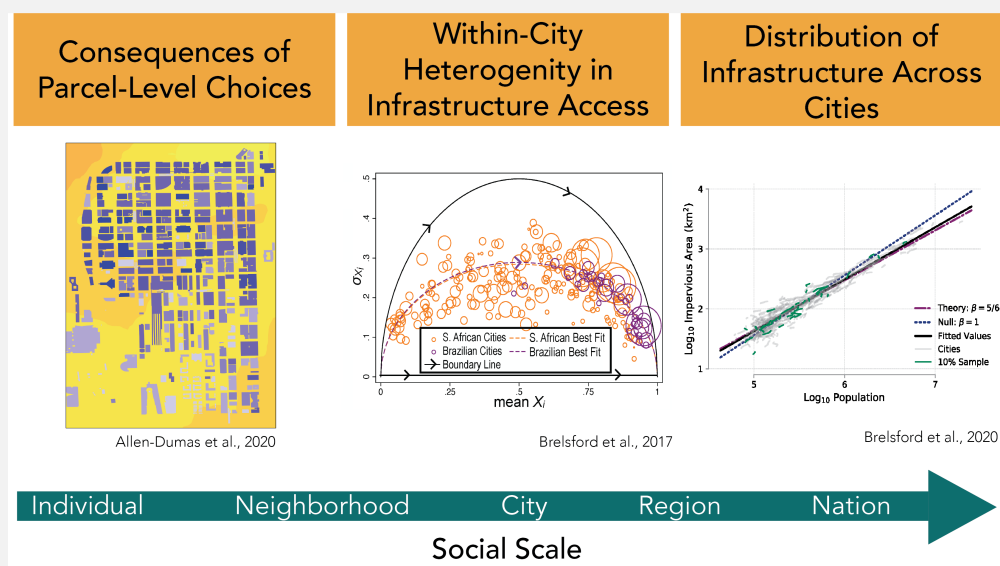 Consequences of
Parcel-Level Choices
Within-City
Heterogenity in
Infrastructure Access
Distribution of
Infrastructure Across
Cities
Allen-Dumas et al., 2020
.5
.4
.3
.2
.1
0
σXj
0 .25 .5 .75 1
mean Xi
S. African Cities S. African Best Fit
Brazilian Cities Brazilian Best Fit
Boundary Line
Brelsford et al., 2017
4
3
2
1
Log10 Impervious Area (km2)
5 6 7
Log10 Population
Theory: β = 5/6
Null: β = 1
Fitted Values
Cities
10% Sample
Brelsford et al., 2020
Individual Neighborhood City Region Nation
Social Scale